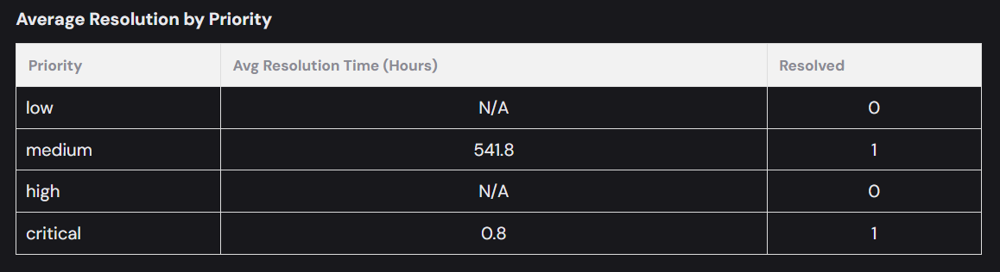 Average Resolution by Priority
Priority Avg Resolution Time (Hours) Resolved
low N/A 0
medium 541.8 1
high N/A 0
critical 0.8 1